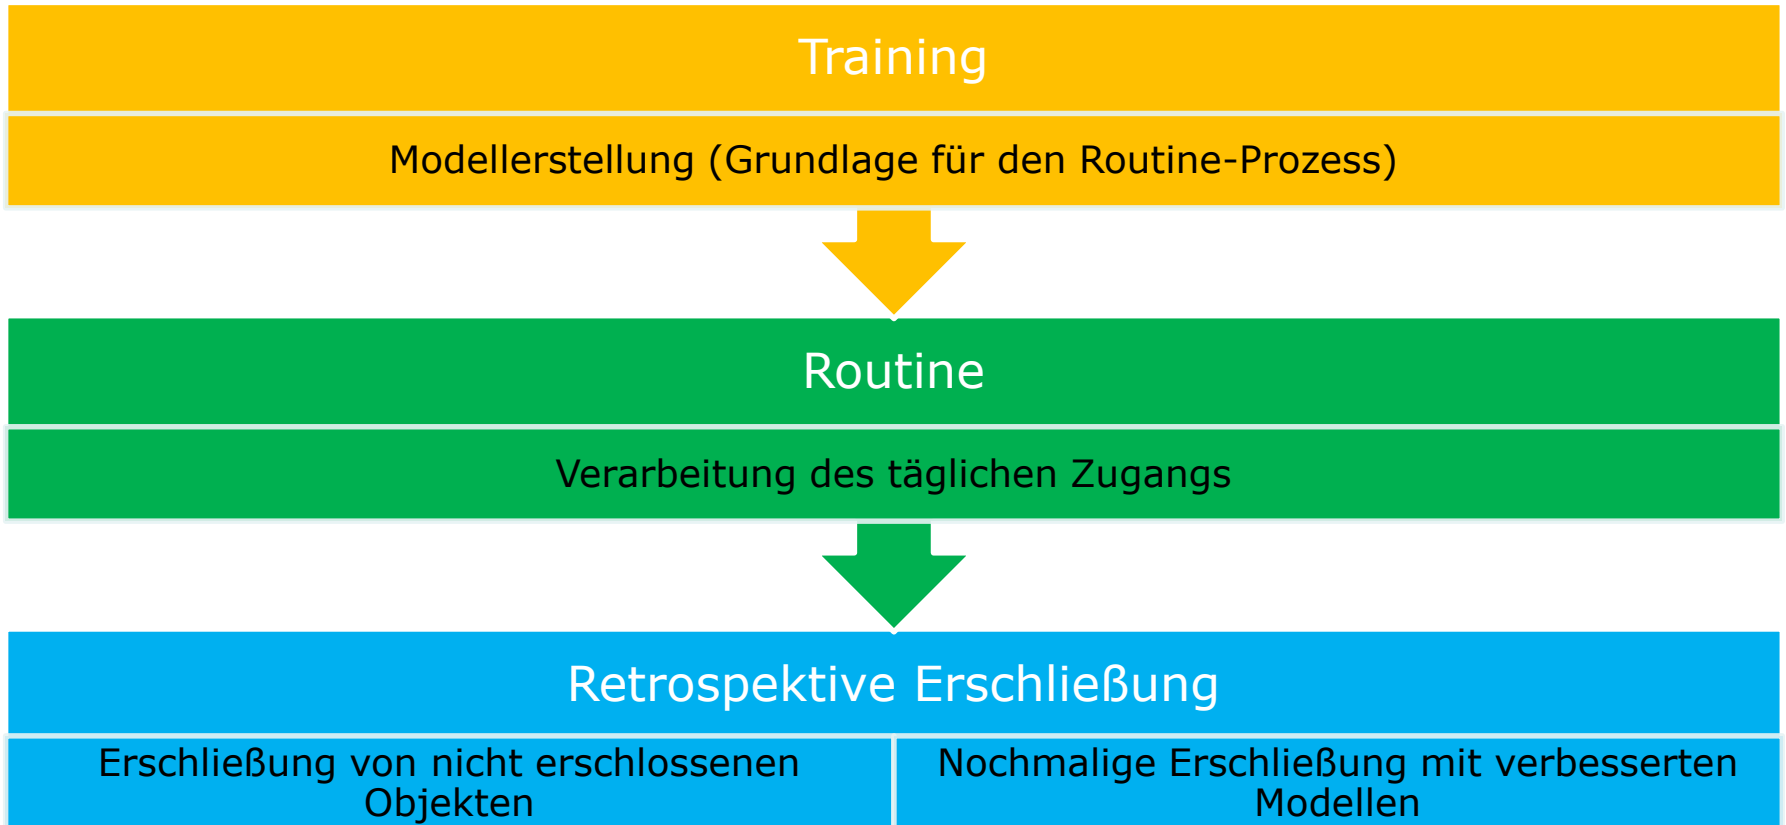 Training
Modellerstellung (Grundlage für den Routine-Prozess)
Routine
Verarbeitung des täglichen Zugangs
Retrospektive Erschließung
Erschließung von nicht erschlossenen
Objekten
Nochmalige Erschließung mit verbesserten
Modellen